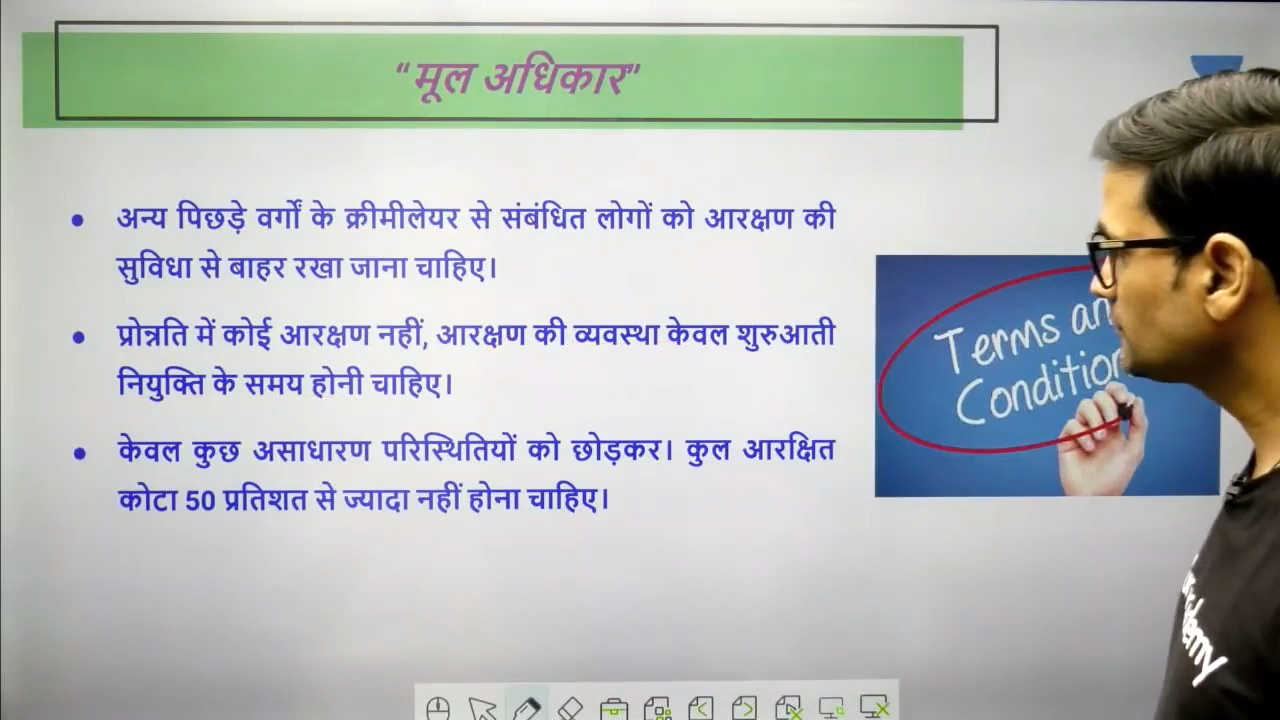 “मूल अधिकार”
अन्य पिछड़े वर्गों के क्रीमीलेयर से संबंधित लोगों को आरक्षण की
सुविधा से बाहर रखा जाना चाहिए।
प्रोन्नति में कोई आरक्षण नहीं, आरक्षण की व्यवस्था केवल शुरुआती
नियुक्ति के समय होनी चाहिए।
केवल कुछ असाधारण परिस्थितियों को छोड़कर। कुल आरक्षित
कोटा 50 प्रतिशत से ज्यादा नहीं होना चाहिए।
Terms an
Condition